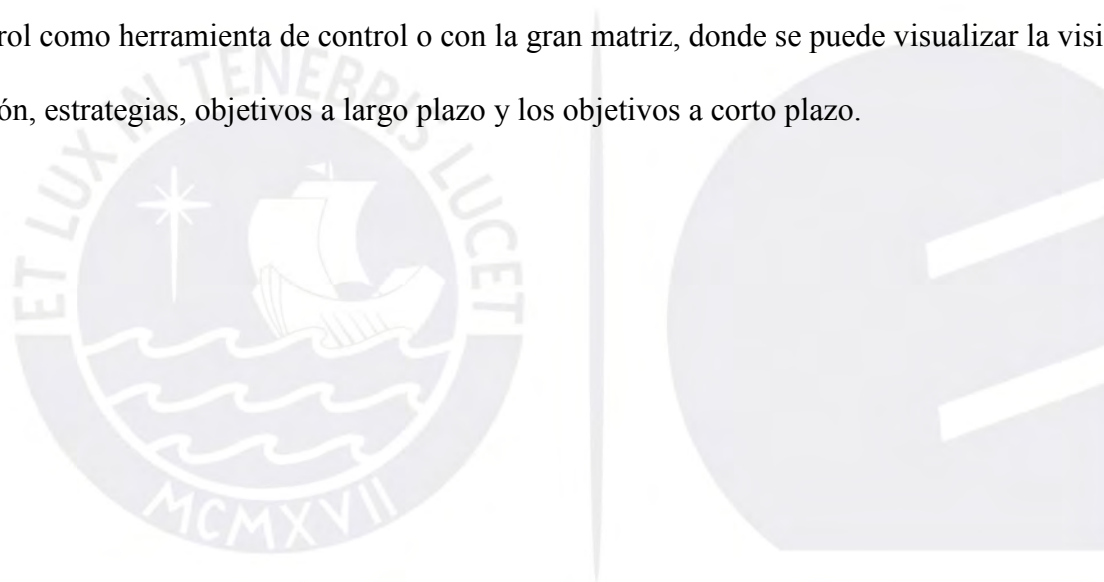 rol como herramienta de control o con la gran matriz, donde se puede visualizar la visi
ón, estrategias, objetivos a largo plazo y los objetivos a corto plazo.
ET LUX IN TENEBRIS LUCET
MCMXVII